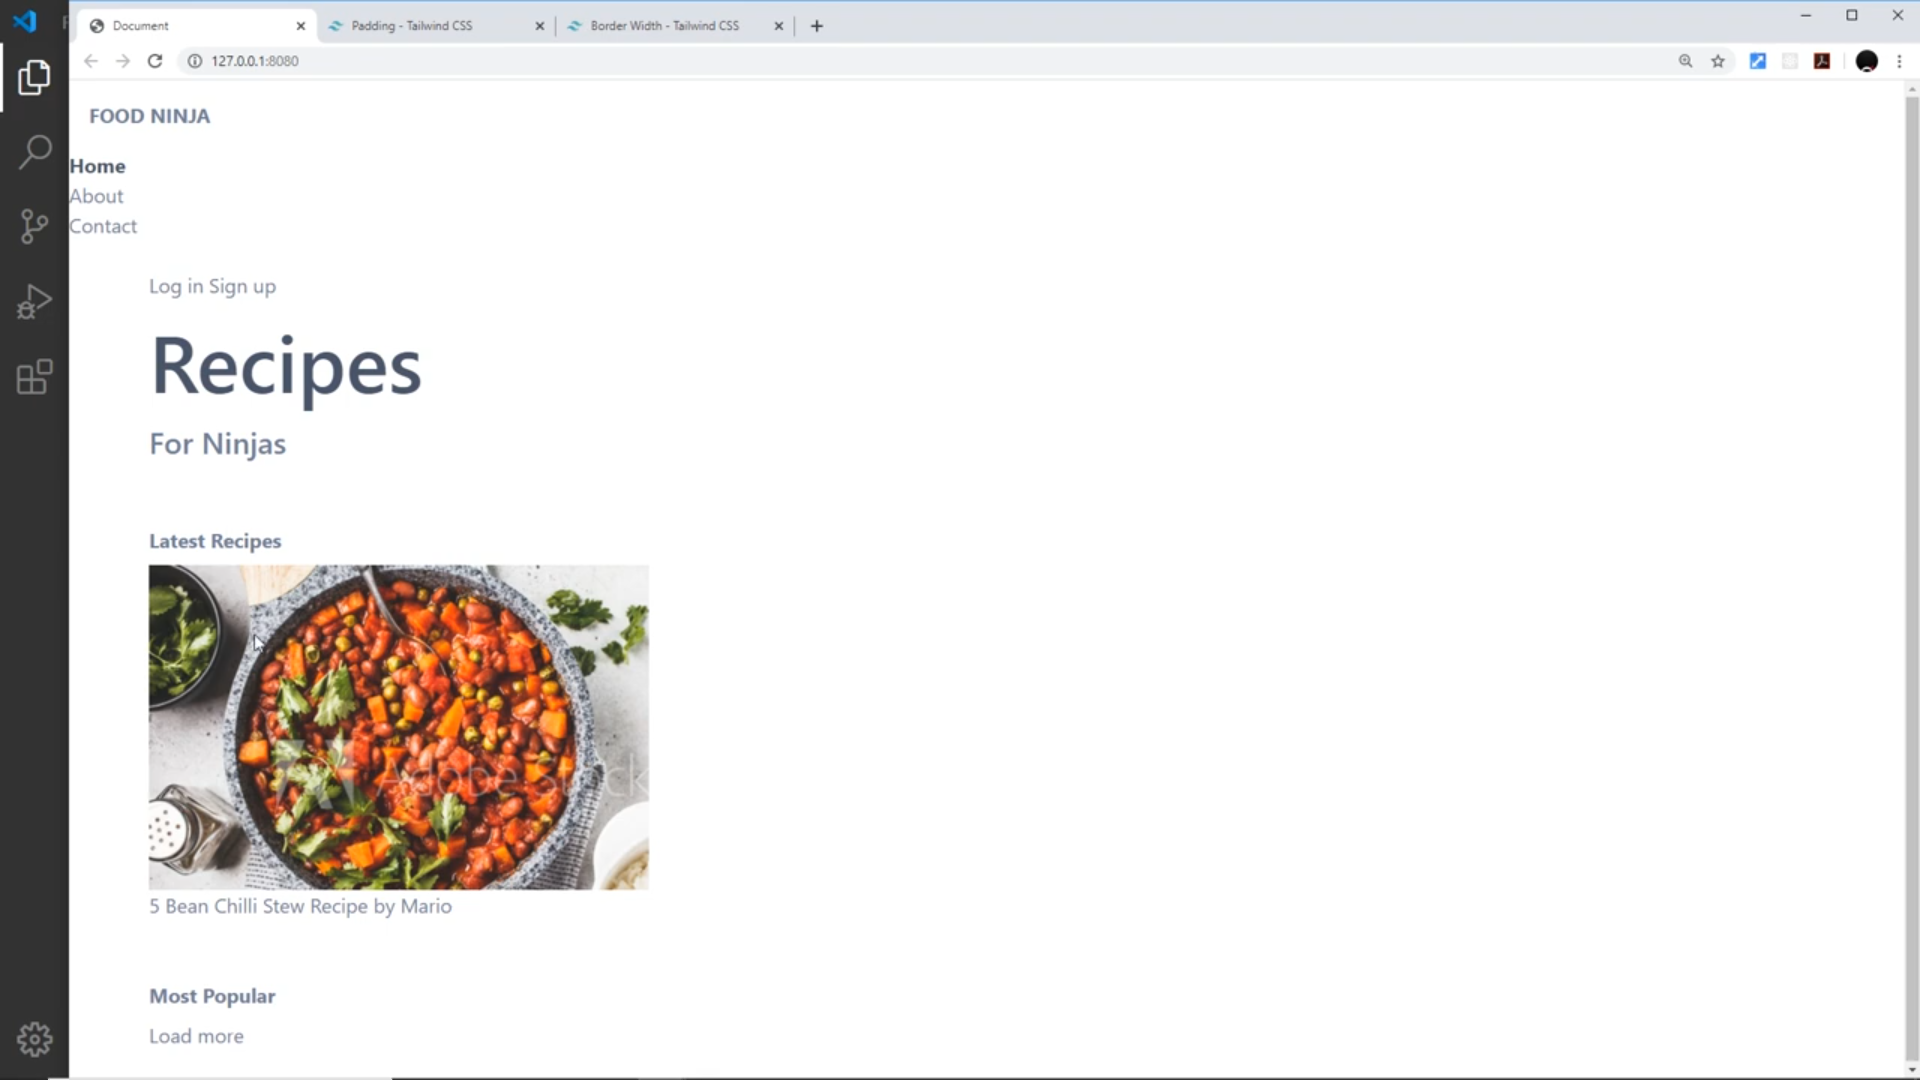 Document
Padding - Tailwind CSS
Border Width - Tailwind CSS
127.0.0.1:8080
FOOD NINJA
Home
About
Contact
Log in Sign up
Recipes
For Ninjas
Latest Recipes
Adobe Stock
5 Bean Chilli Stew Recipe by Mario
Most Popular
Load more